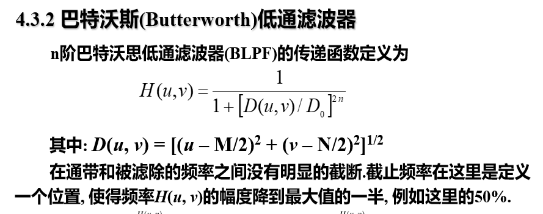 4.3.2 巴特沃斯(Butterworth)低通滤波器
n阶巴特沃思低通滤波器(BLPF)的传递函数定义为
H(u,v) = 1 / (1 + [D(u,v)/ D₀]²ⁿ)
其中: D(u, v) = [(u – M/2)² + (v – N/2)²]^1/2
在通带和被滤除的频率之间没有明显的截断.截止频率在这里是定义
一个位置, 使得频率H(u, v)的幅度降到最大值的一半, 例如这里的50%.